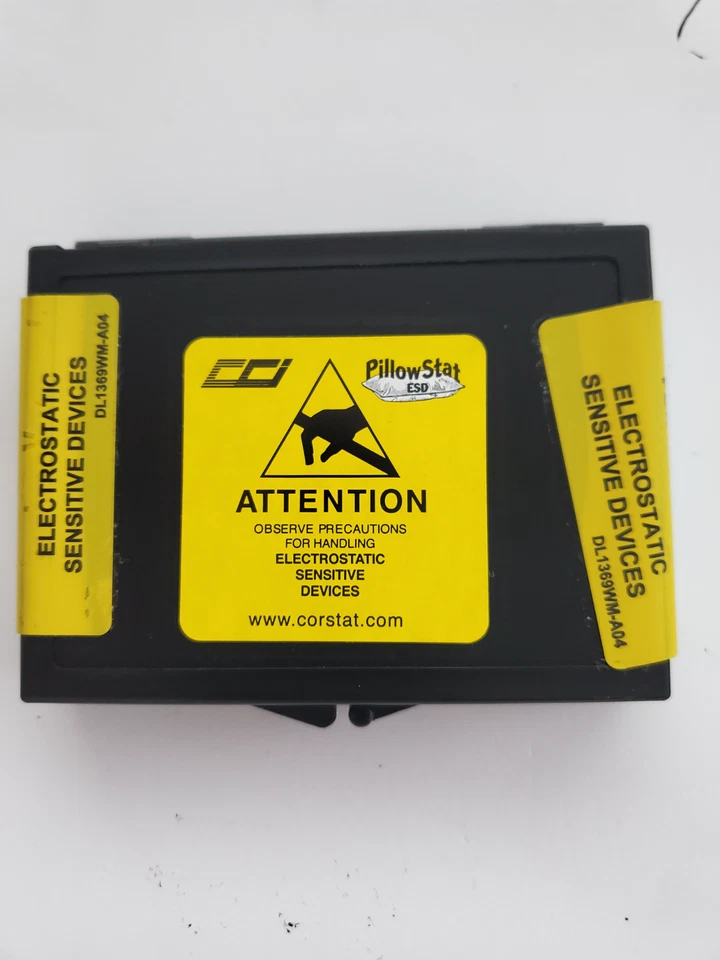 ELECTROSTATIC
SENSITIVE DEVICES
DL1369WM-A04
CCI
PillowStat
ESD
ATTENTION
OBSERVE PRECAUTIONS
FOR HANDLING
ELECTROSTATIC
SENSITIVE
DEVICES
www.corstat.com
ELECTROSTATIC
SENSITIVE DEVICES
DL1369WM-A04